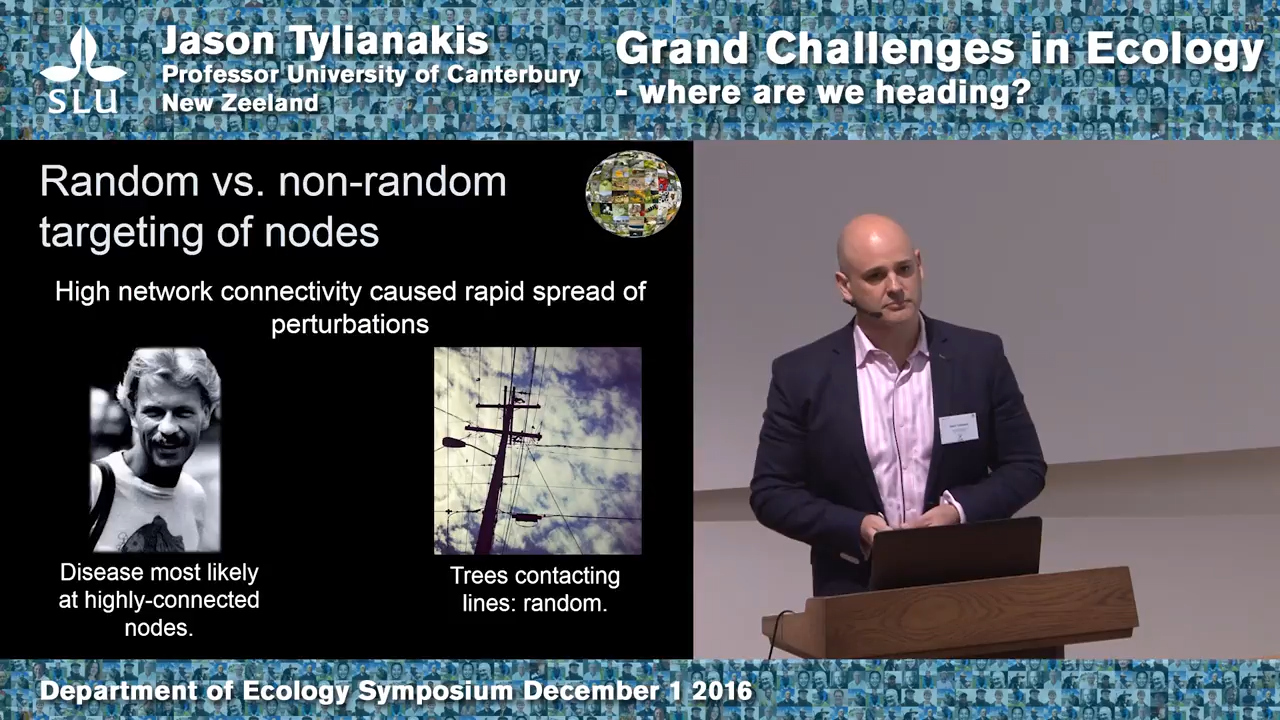 SLU
Jason Tylianakis
Professor University of Canterbury
New Zeeland
Grand Challenges in Ecology
- where are we heading?
Random vs. non-random
targeting of nodes
High network connectivity caused rapid spread of
perturbations
Disease most likely
at highly-connected
nodes.
Trees contacting
lines: random.
Department of Ecology Symposium December 1 2016